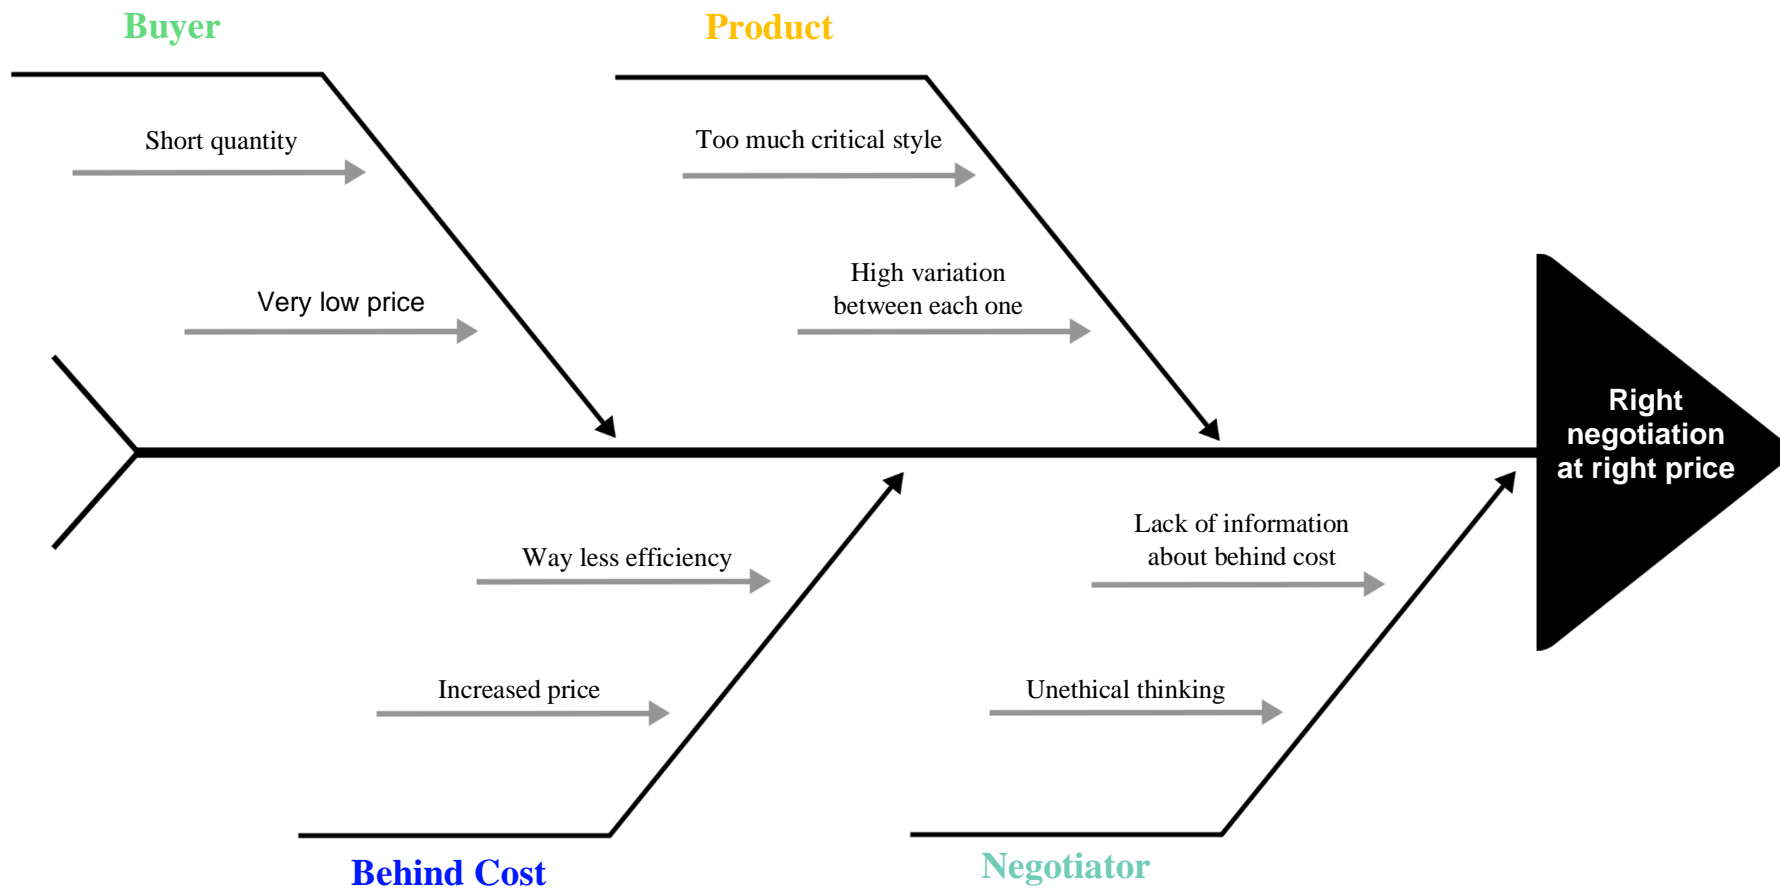 Buyer
Product
Short quantity
Too much critical style
Very low price
High variation
between each one
Right
negotiation
at right price
Way less efficiency
Lack of information
about behind cost
Increased price
Unethical thinking
Behind Cost
Negotiator